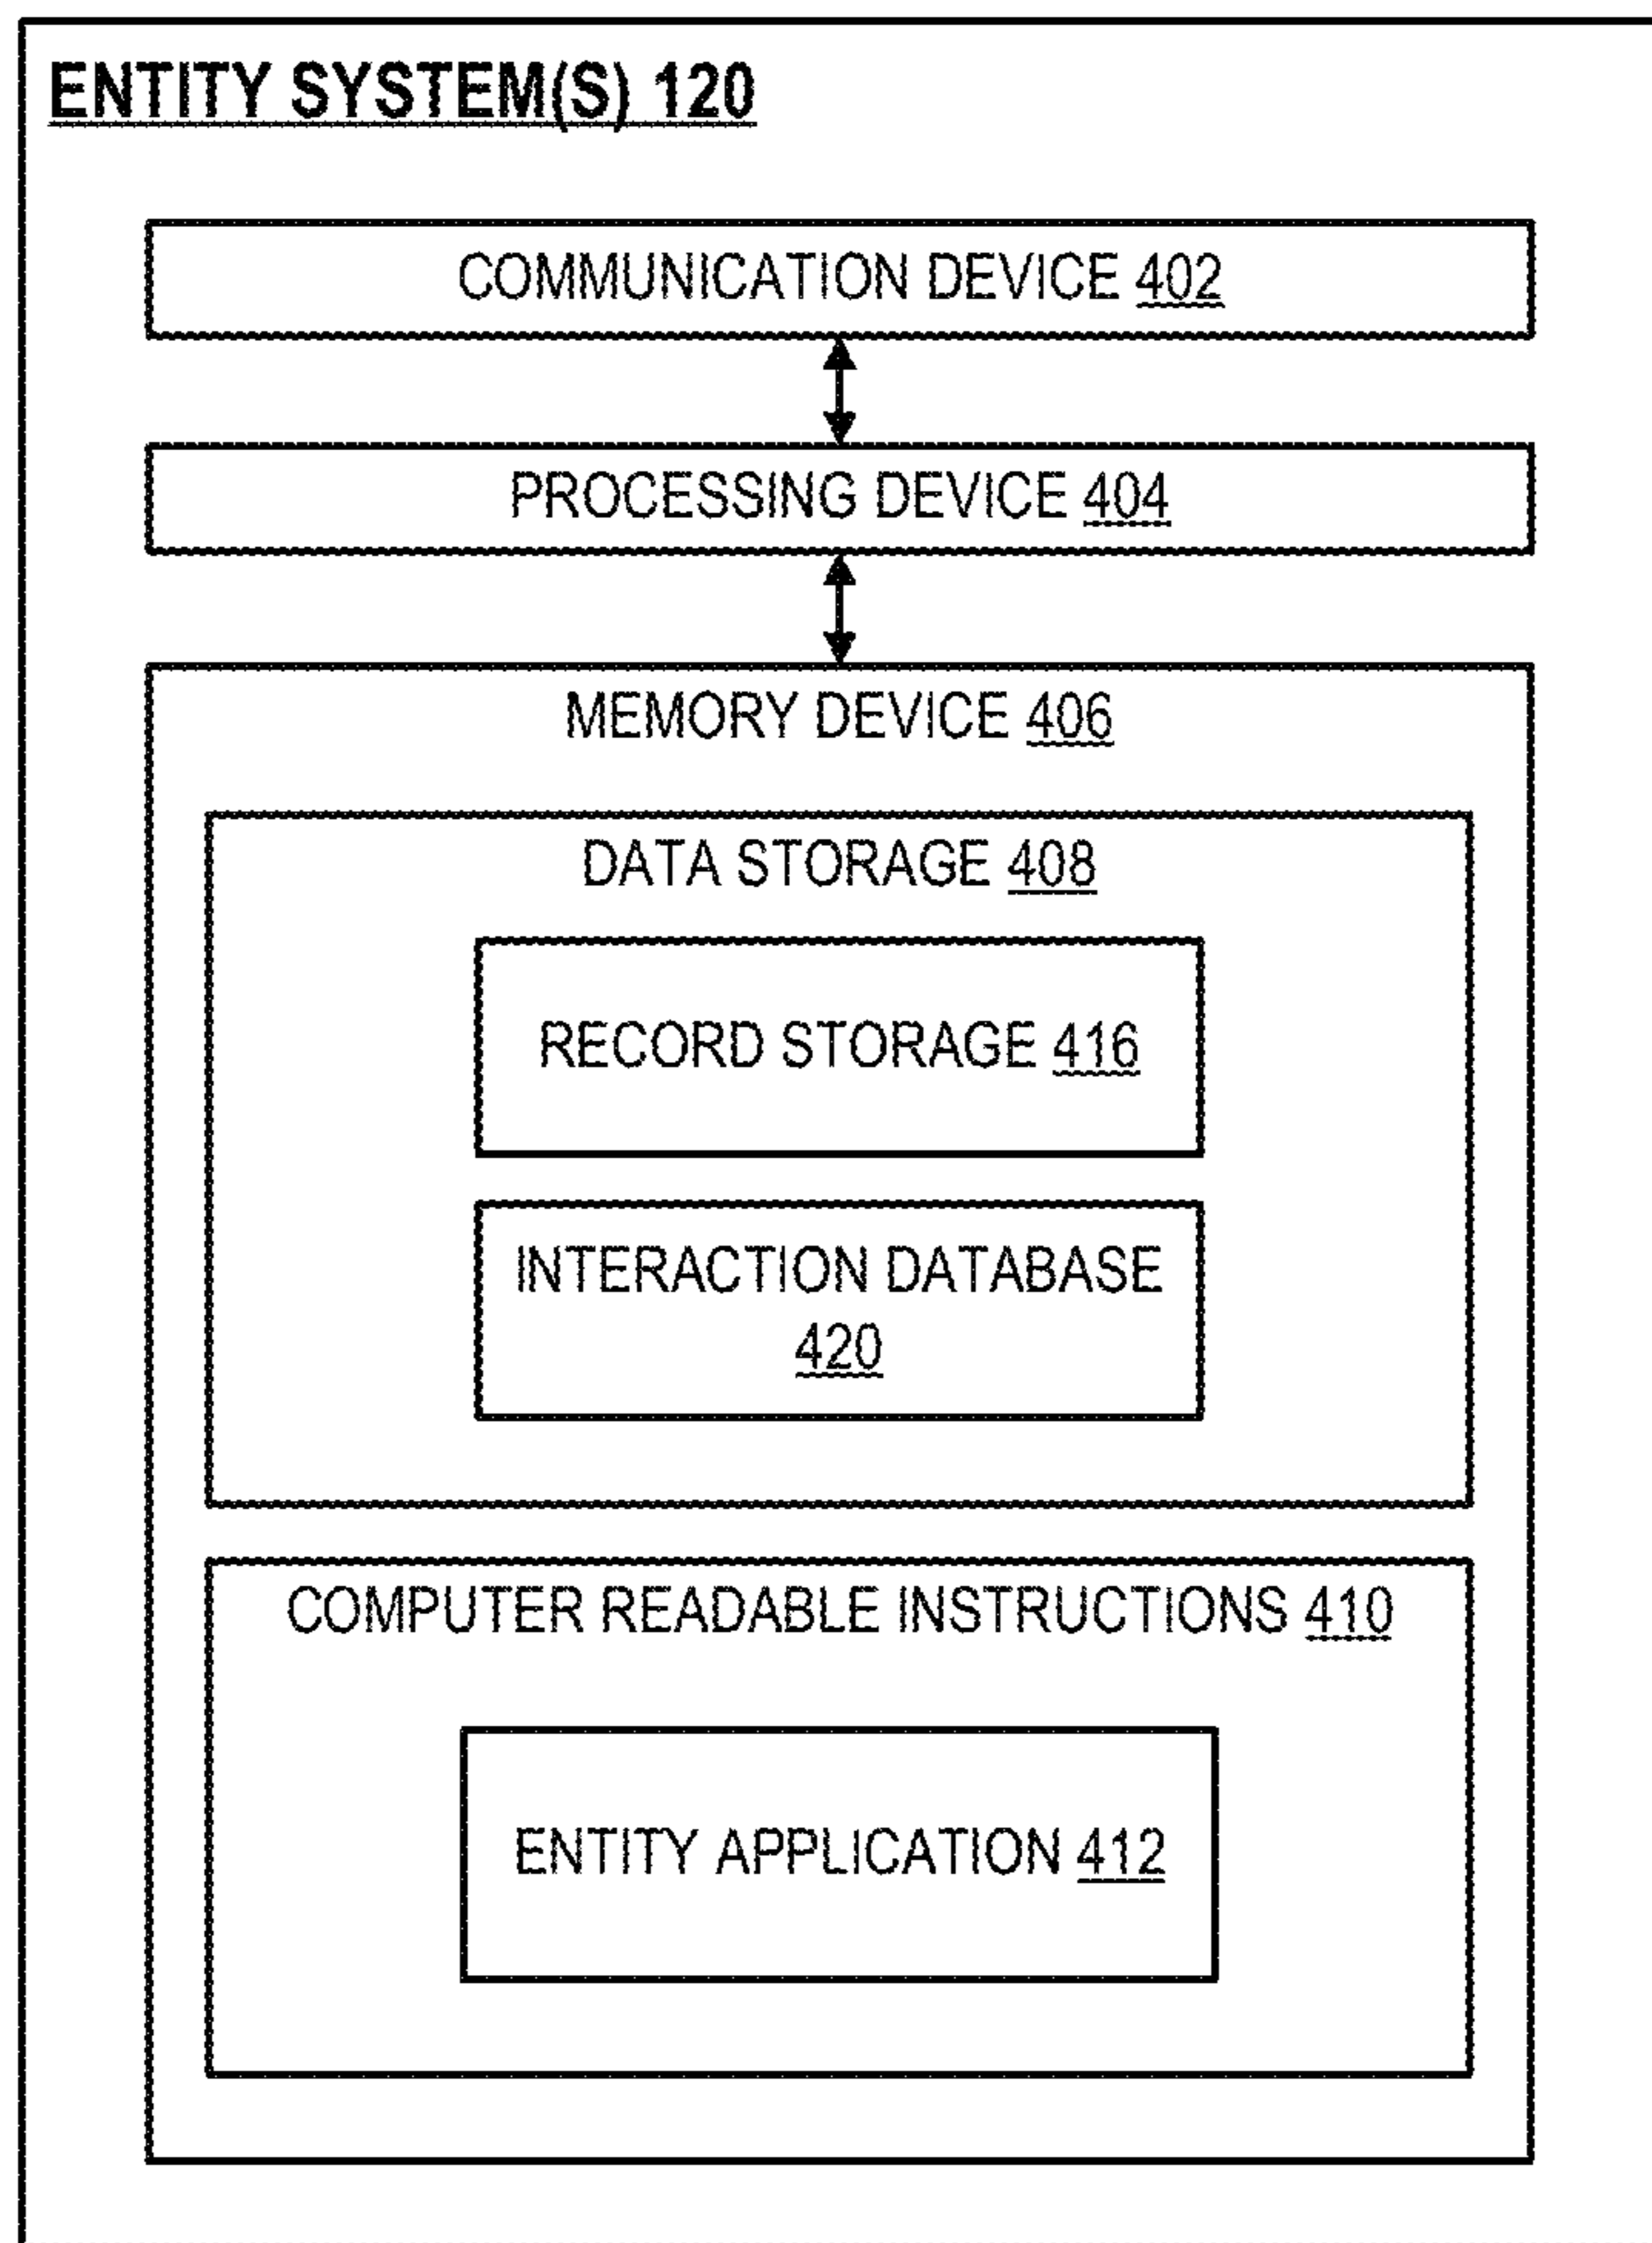 ENTITY SYSTEM(S) 120
COMMUNICATION DEVICE 402
PROCESSING DEVICE 404
MEMORY DEVICE 406
DATA STORAGE 408
RECORD STORAGE 416
INTERACTION DATABASE
420
COMPUTER READABLE INSTRUCTIONS 410
ENTITY APPLICATION 412